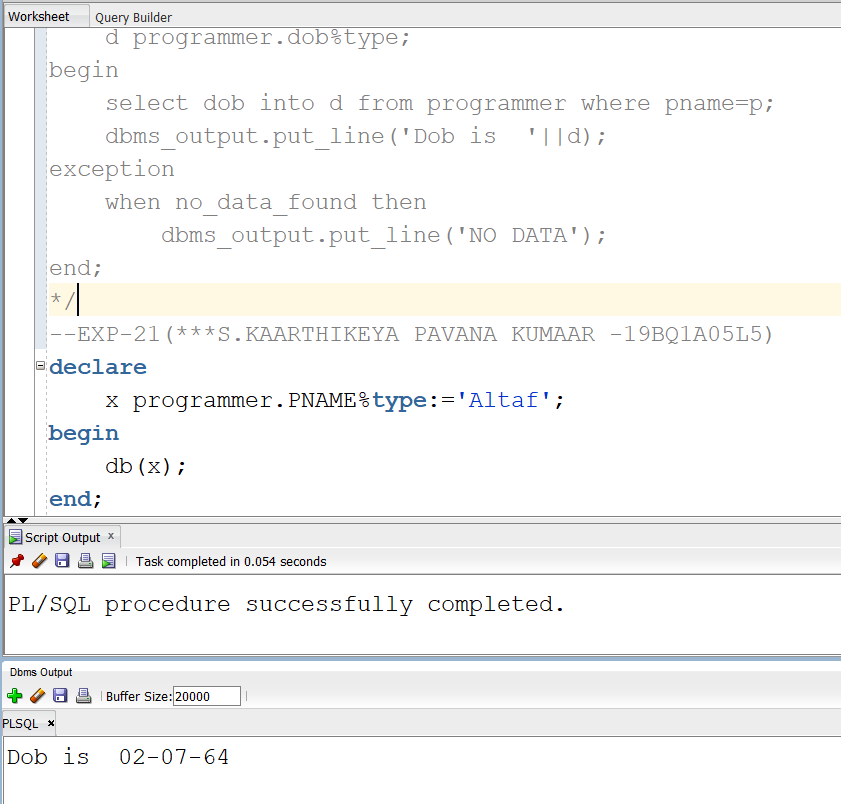 Worksheet Query Builder
d programmer.dob%type;
begin
select dob into d from programmer where pname=p;
dbms_output.put_line('Dob is  '||d);
exception
when no_data_found then
dbms_output.put_line('NO DATA');
end;
*/
--EXP-21(***S.KAARTHIKEYA PAVANA KUMAAR -19BQ1A05L5)
declare
x programmer.PNAME%type:='Altaf';
begin
db(x);
end;
Script Output x
Task completed in 0.054 seconds
PL/SQL procedure successfully completed.
Dbms Output
Buffer Size: 20000
PLSQL x
Dob is  02-07-64